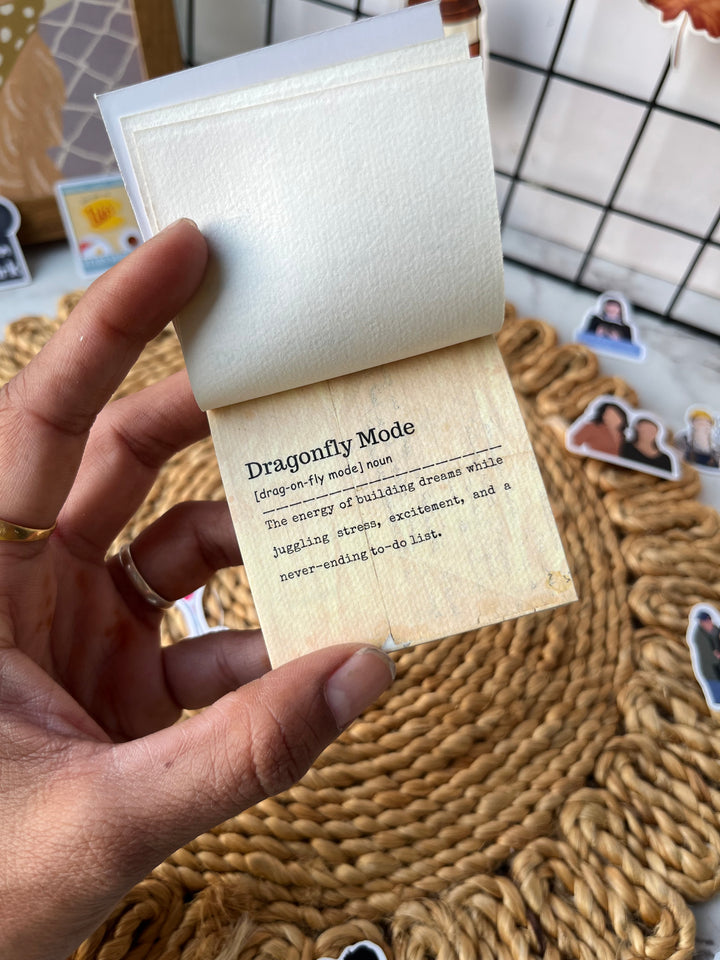 Dragonfly Mode
[drag-on-fly mode] noun
The energy of building dreams while
juggling stress, excitement, and a
never-ending to-do list.